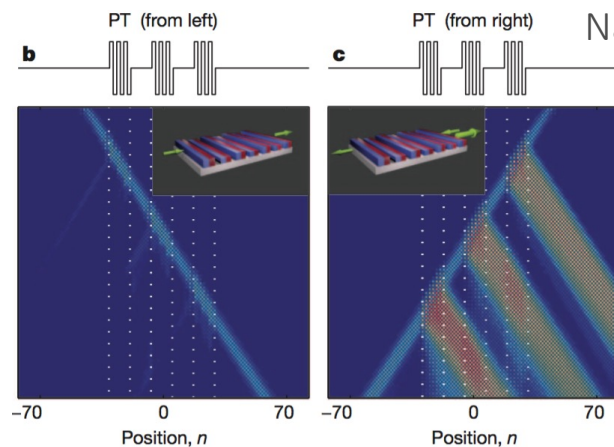 PT (from left)
b
−70 0 70
Position, n
PT (from right)
c
−70 0 70
Position, n